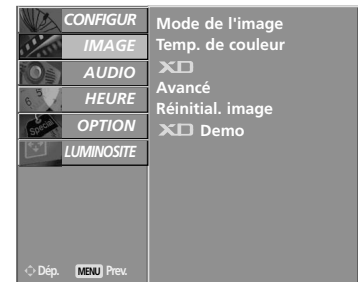 CONFIGUR
IMAGE
AUDIO
HEURE
OPTION
LUMINOSITE
Mode de l'image
Temp. de couleur
XD
Avancé
Réinitial. image
XD Demo
Dép. MENU Prev.